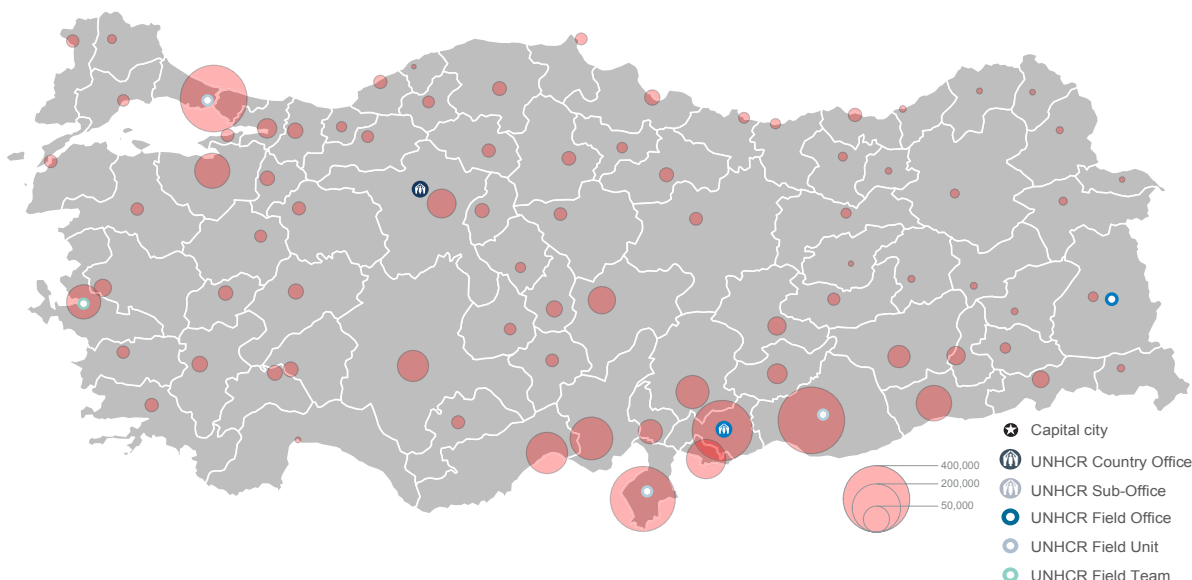 400,000
200,000
50,000
Capital city
UNHCR Country Office
UNHCR Sub-Office
UNHCR Field Office
UNHCR Field Unit
UNHCR Field Team